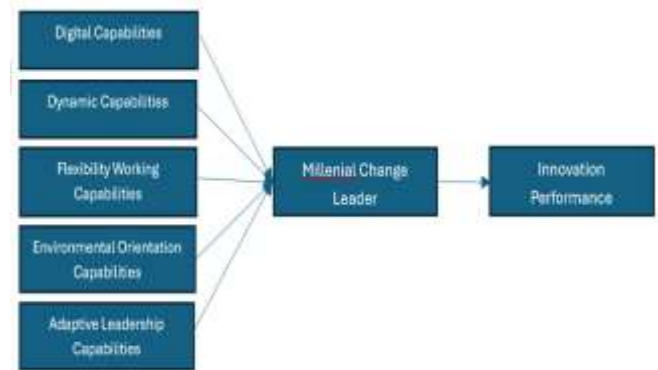 Digital Capabilities
Dynamic Capabilities
Flexibility Working
Capabilities
Environmental Orientation
Capabilities
Adaptive Leadership
Capabilities
Millenial Change
Leader
Innovation
Performance